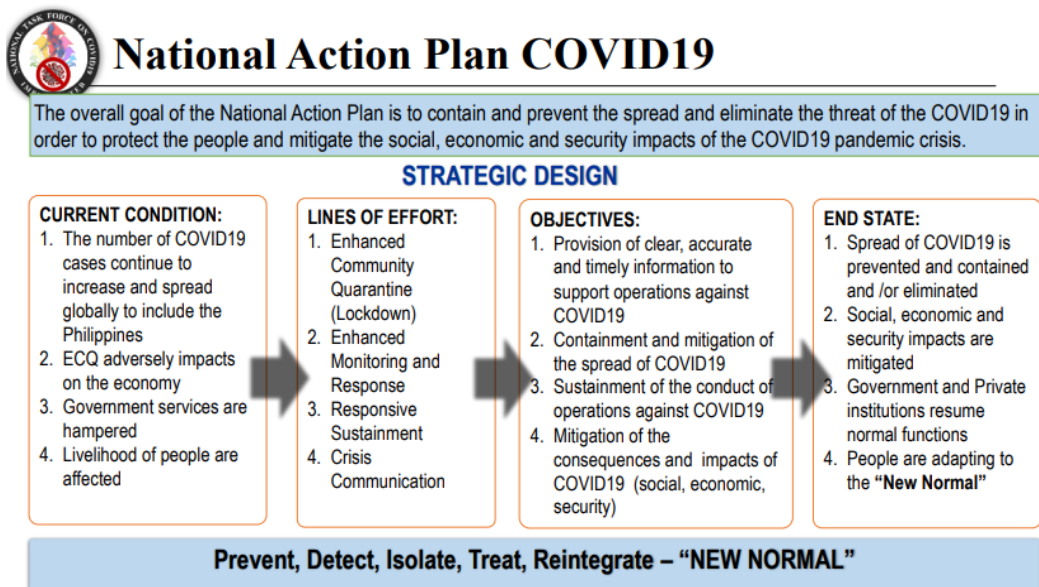 NATIONAL TASK FORCE ON COVID19
National Action Plan COVID19
The overall goal of the National Action Plan is to contain and prevent the spread and eliminate the threat of the COVID19 in
order to protect the people and mitigate the social, economic and security impacts of the COVID19 pandemic crisis.
STRATEGIC DESIGN
CURRENT CONDITION:
1. The number of COVID19
cases continue to
increase and spread
globally to include the
Philippines
2. ECQ adversely impacts
on the economy
3. Government services are
hampered
4. Livelihood of people are
affected
LINES OF EFFORT:
1. Enhanced
Community
Quarantine
(Lockdown)
2. Enhanced
Monitoring and
Response
3. Responsive
Sustainment
4. Crisis
Communication
OBJECTIVES:
1. Provision of clear, accurate
and timely information to
support operations against
COVID19
2. Containment and mitigation of
the spread of COVID19
3. Sustainment of the conduct of
operations against COVID19
4. Mitigation of the
consequences and impacts of
COVID19 (social, economic,
security)
END STATE:
1. Spread of COVID19 is
prevented and contained
and /or eliminated
2. Social, economic and
security impacts are
mitigated
3. Government and Private
institutions resume
normal functions
4. People are adapting to
the “New Normal”
Prevent, Detect, Isolate, Treat, Reintegrate – “NEW NORMAL”